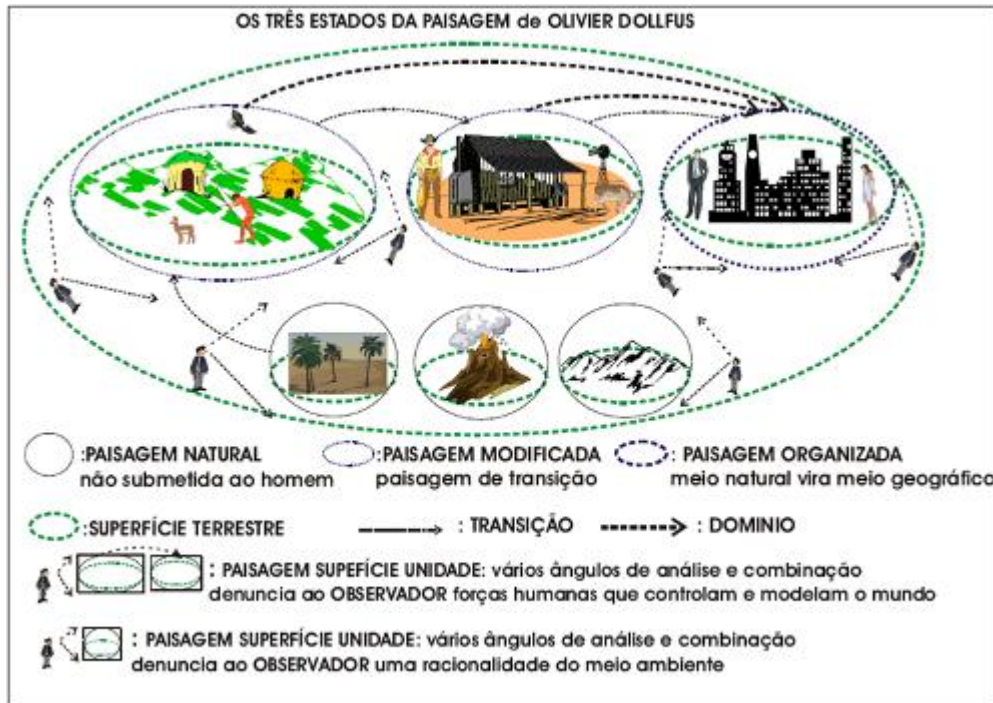 OS TRÊS ESTADOS DA PAISAGEM de OLIVIER DOLLFUS
:PAISAGEM NATURAL
não submetida ao homem
:PAISAGEM MODIFICADA
paisagem de transição
: PAISAGEM ORGANIZADA
meio natural vira meio geográfico
:SUPERFÍCIE TERRESTRE
: TRANSIÇÃO
: DOMINIO
: PAISAGEM SUPEFÍCIE UNIDADE: vários ângulos de análise e combinação
denuncia ao OBSERVADOR forças humanas que controlam e modelam o mundo
: PAISAGEM SUPERFÍCIE UNIDADE: vários ângulos de análise e combinação
denuncia ao OBSERVADOR uma racionalidade do meio ambiente